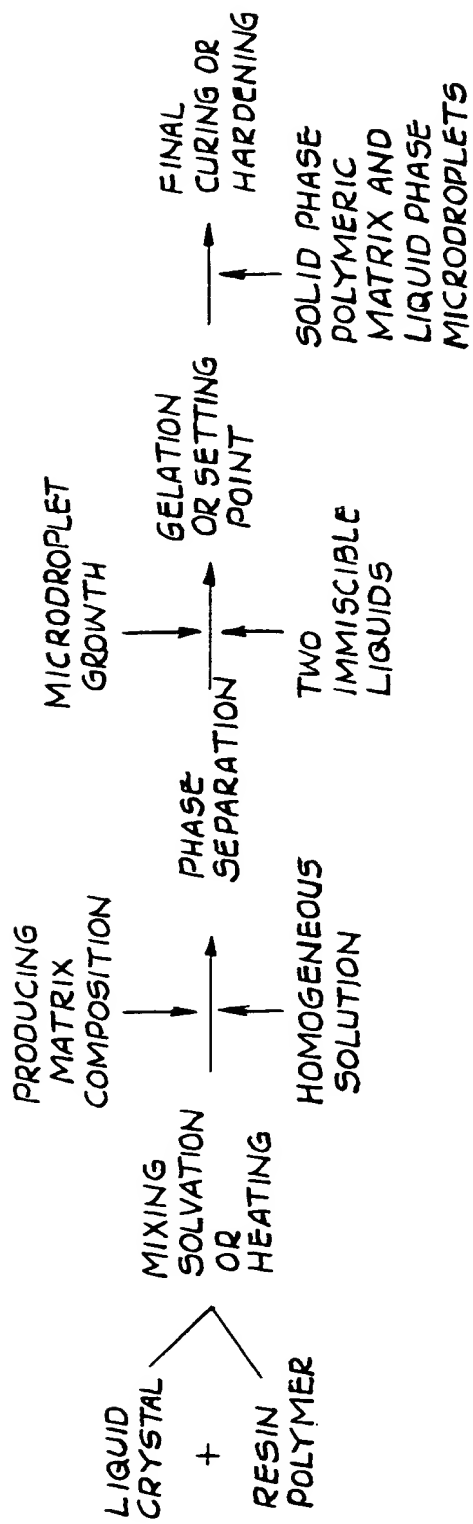 LIQUID
CRYSTAL
+
RESIN
POLYMER
MIXING
SOLVATION
OR
HEATING
PRODUCING
MATRIX
COMPOSITION
HOMOGENEOUS
SOLUTION
PHASE
SEPARATION
MICRODROPLET
GROWTH
TWO
IMMISCIBLE
LIQUIDS
GELATION
OR SETTING
POINT
SOLID PHASE
POLYMERIC
MATRIX AND
LIQUID PHASE
MICRODROPLETS
FINAL
CURING OR
HARDENING